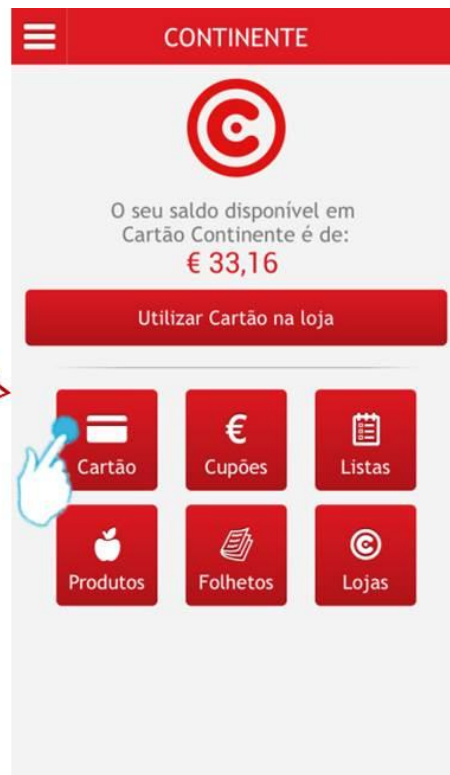 CONTINENTE
O seu saldo disponível em
Cartão Continente é de:
€ 33,16
Utilizar Cartão na loja
€
Cartão
Cupões
Listas
Produtos
Folhetos
Lojas